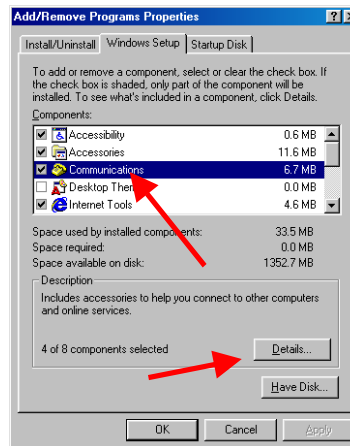 Add/Remove Programs Properties
Install/Uninstall Windows Setup Startup Disk
To add or remove a component, select or clear the check box. If
the check box is shaded, only part of the component will be
installed. To see what's included in a component, click Details.
Components:
Accessibility 0.6 MB
Accessories 11.6 MB
Communications 6.7 MB
Desktop 0.0 MB
Internet Tools 4.6 MB
Space used by installed components: 33.5 MB
Space required: 0.0 MB
Space available on disk: 1352.7 MB
Description
Includes accessories to help you connect to other computers
and online services.
4 of 8 components selected Details...
Have Disk...
OK Cancel Apply